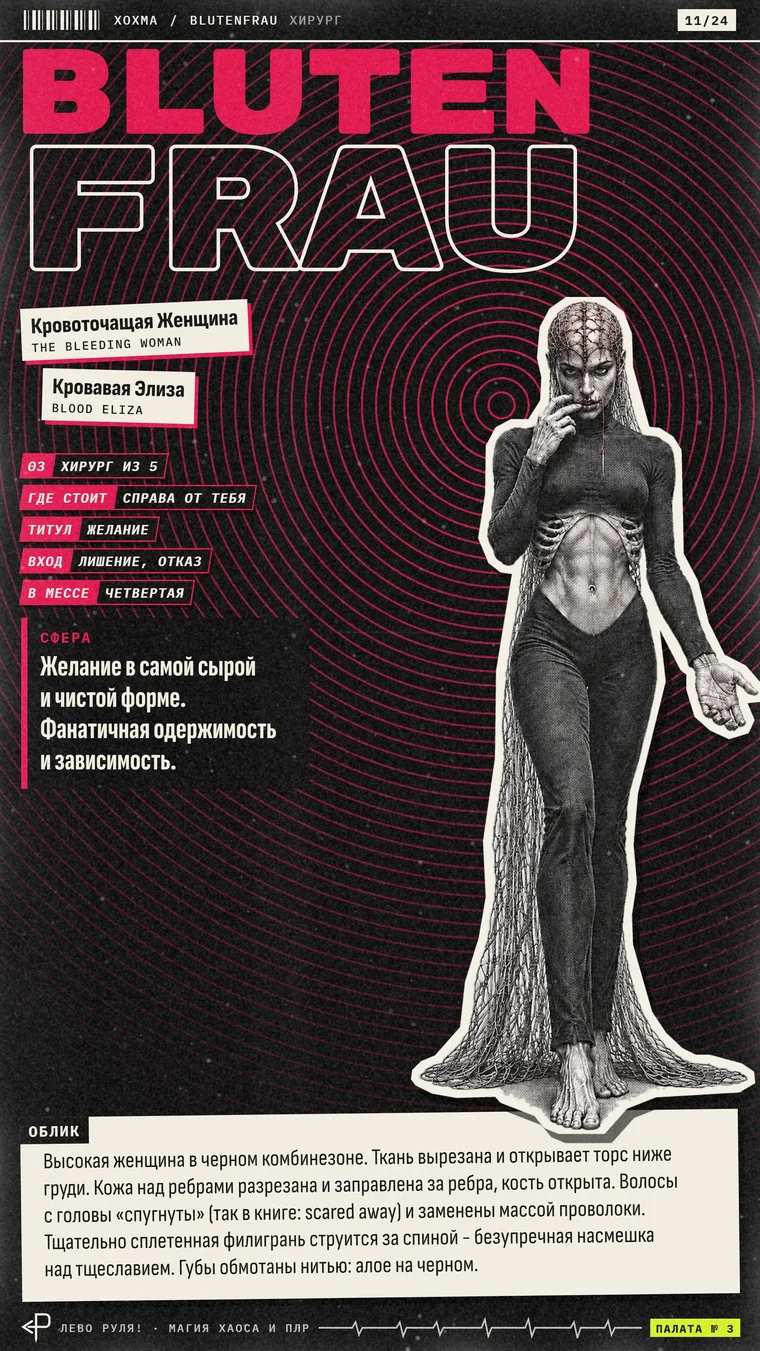 ХОХМА / BLUTENFRAU ХИРУРГ
11/24
BLUTEN
FRAU
Кровоточащая Женщина
THE BLEEDING WOMAN
Кровавая Элиза
BLOOD ELIZA
03 ХИРУРГ ИЗ 5
ГДЕ СТОИТ СПРАВА ОТ ТЕБЯ
ТИТУЛ ЖЕЛАНИЕ
ВХОД ЛИШЕНИЕ, ОТКАЗ
В МЕССЕ ЧЕТВЕРТАЯ
СФЕРА
Желание в самой сырой
и чистой форме.
Фанатичная одержимость
и зависимость.
ОБЛИК
Высокая женщина в черном комбинезоне. Ткань вырезана и открывает торс ниже
груди. Кожа над ребрами разрезана и заправлена за ребра, кость открыта. Волосы
с головы «спугнуты» (так в книге: scared away) и заменены массой проволоки.
Тщательно сплетенная филигрань струится за спиной - безупречная насмешка
над тщеславием. Губы обмотаны нитью: алое на черном.
ЛЕВО РУЛЯ! · МАГИЯ ХАОСА И ПЛР
ПАЛАТА № 3